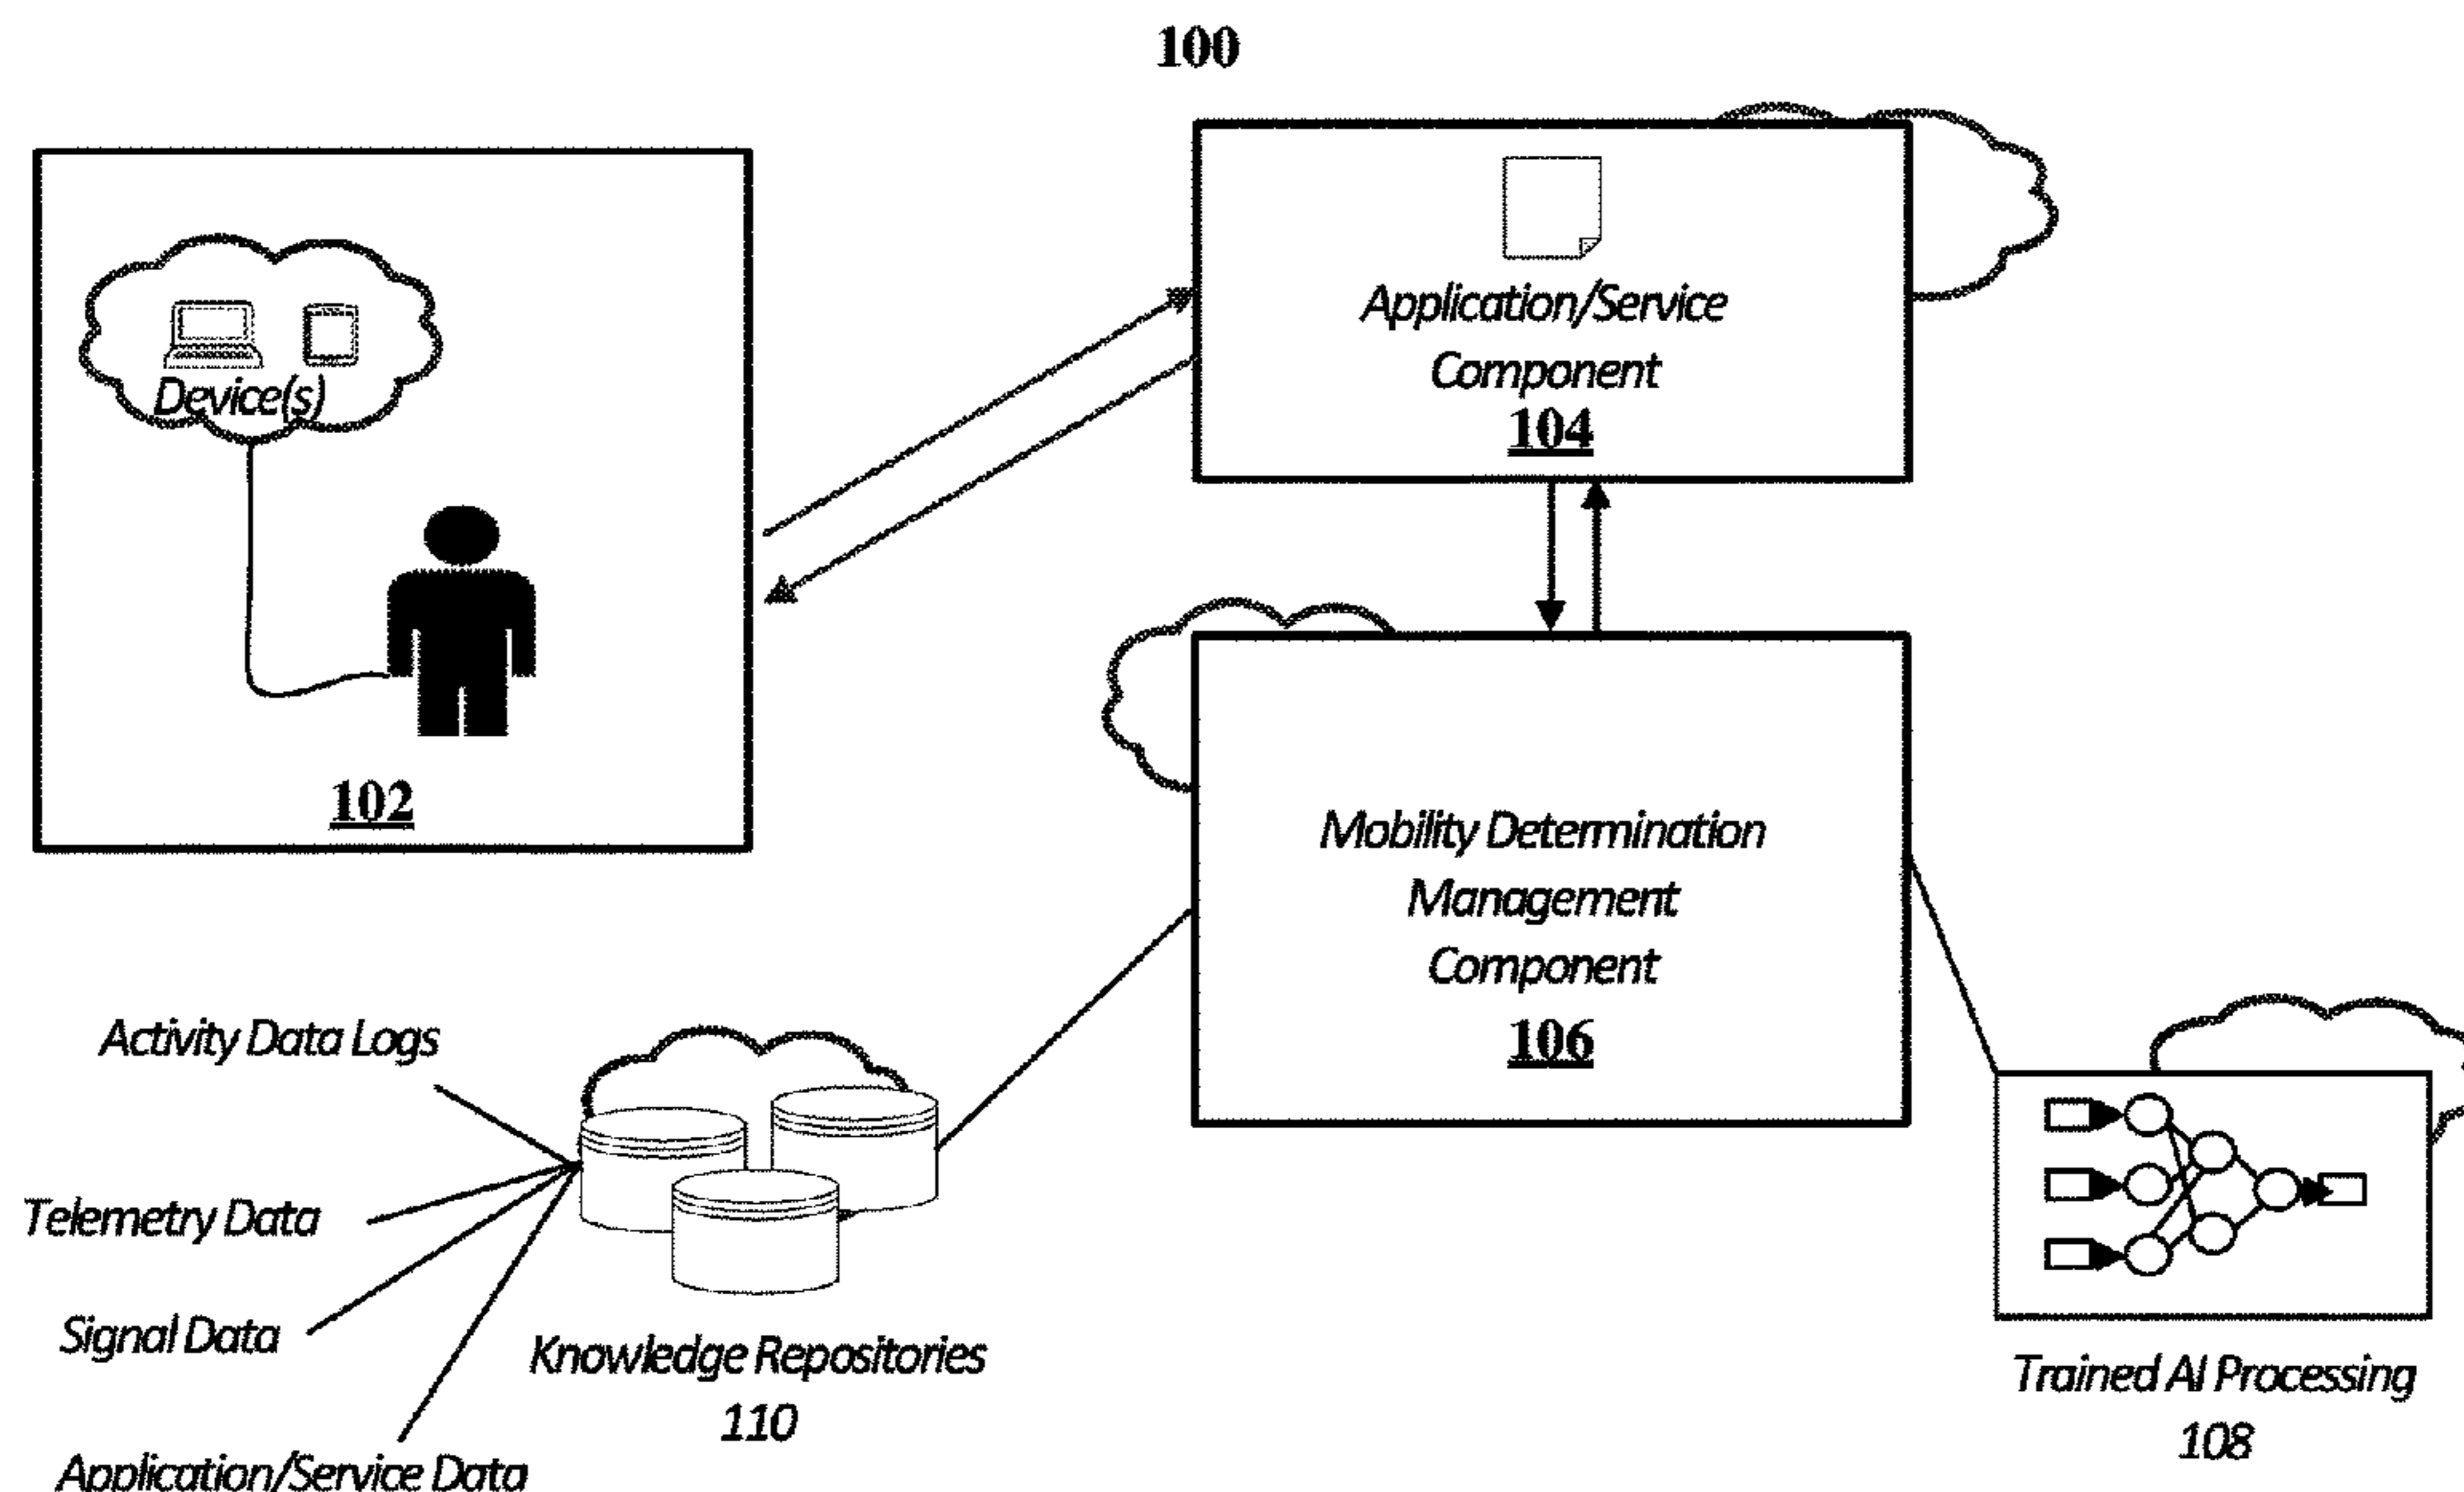 100
Device(s)
102
Application/Service
Component
104
Mobility Determination
Management
Component
106
Activity Data Logs
Telemetry Data
Signal Data
Application/Service Data
Knowledge Repositories
110
Trained AI Processing
108